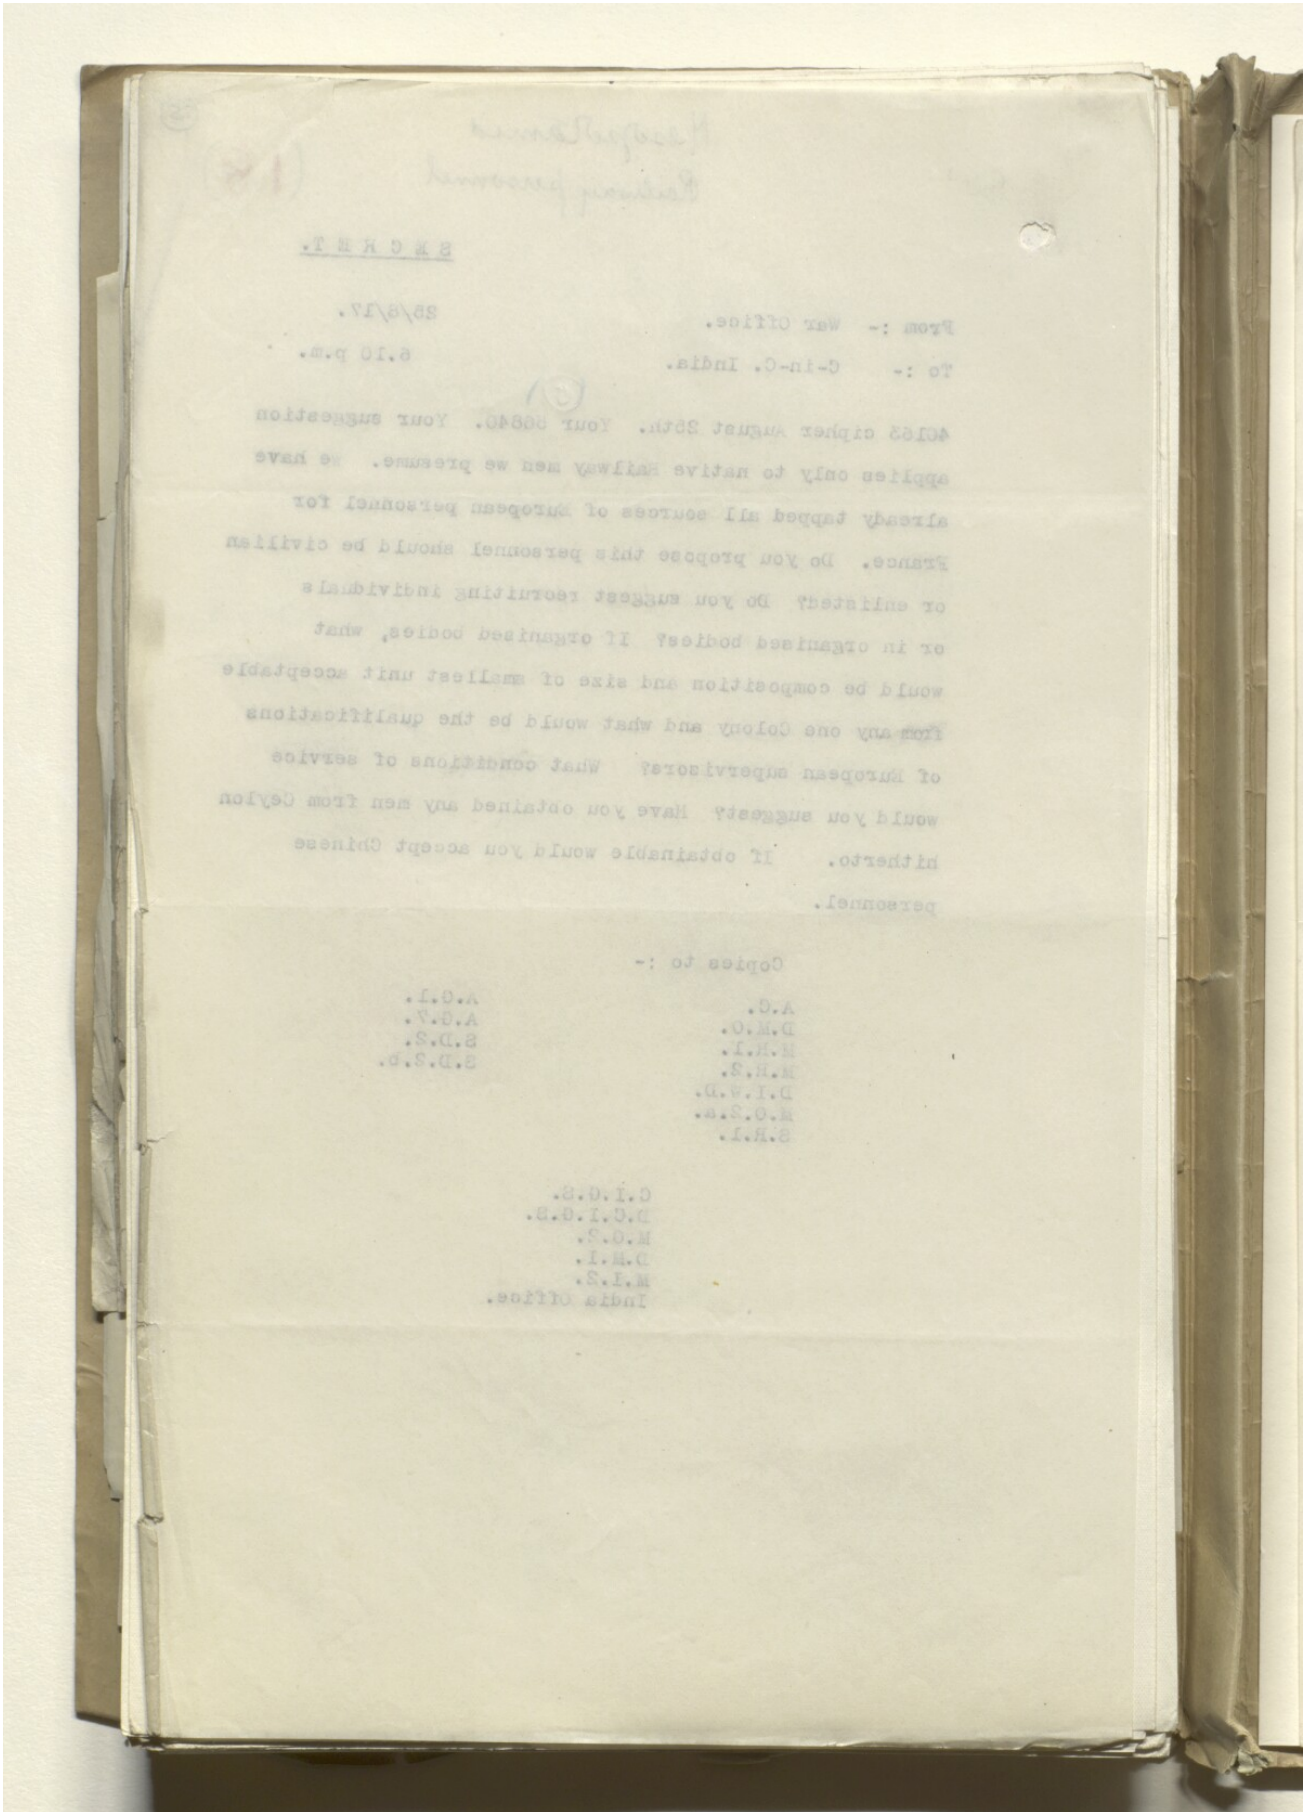 Mesopotamia
Railway personnel
S E C R E T.
From :- War Office. 25/8/17.
To :- C-in-C. India. 6.10 p.m.
40163 cipher August 25th. Your 56846. Your suggestion
applies only to native Railway men we presume. We have
already tapped all sources of European personnel for
France. Do you propose this personnel should be civilian
or enlisted? Do you suggest recruiting individuals
or in organised bodies? If organised bodies, what
would be composition and size of smallest unit acceptable
from any one Colony and what would be the qualifications
of European supervisors? What conditions of service
would you suggest? Have you obtained any men from Ceylon
hitherto. If obtainable would you accept Chinese
personnel.
Copies to :-
A.G. A.G.1.
D.M.O. A.G.7.
M.R.1. S.D.2.
M.R.2. S.D.2.b.
D.I.W.D.
M.O.2.a.
S.R.1.
C.I.G.S.
D.C.I.G.S.
M.O.2.
D.M.I.
M.I.2.
India Office.